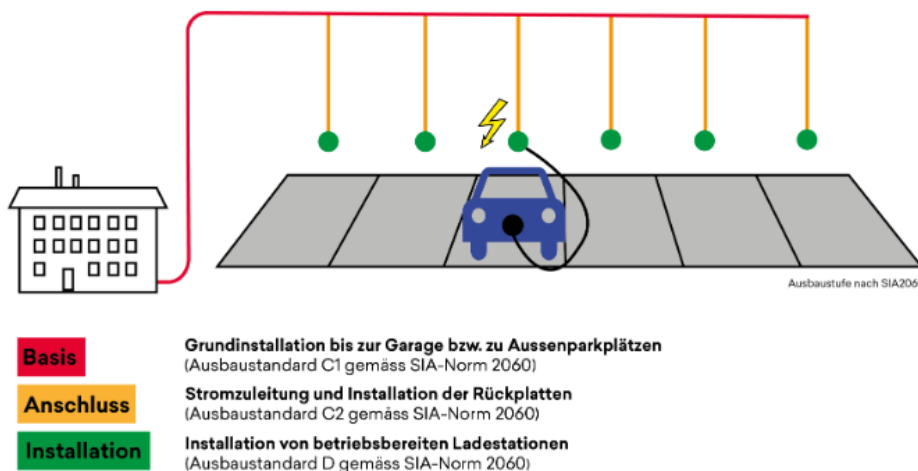 Ausbaustufe nach SIA206
Basis
Grundinstallation bis zur Garage bzw. zu Aussenparkplätzen
(Ausbaustandard C1 gemäss SIA-Norm 2060)
Anschluss
Stromzuleitung und Installation der Rückplatten
(Ausbaustandard C2 gemäss SIA-Norm 2060)
Installation
Installation von betriebsbereiten Ladestationen
(Ausbaustandard D gemäss SIA-Norm 2060)